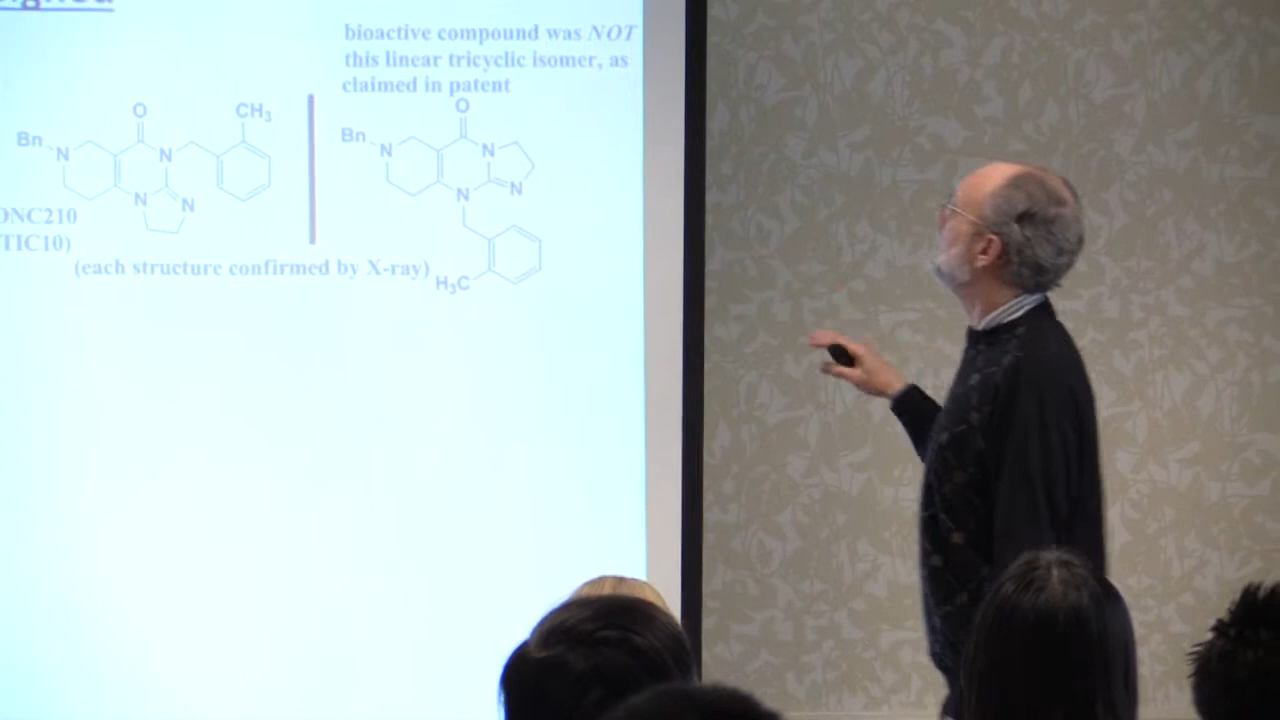 bioactive compound was NOT
this linear tricyclic isomer, as
claimed in patent
O
CH₃
Bn
N
N
N
N
ONC210
TIC10)
O
Bn
N
N
N
N
H₃C
(each structure confirmed by X-ray)